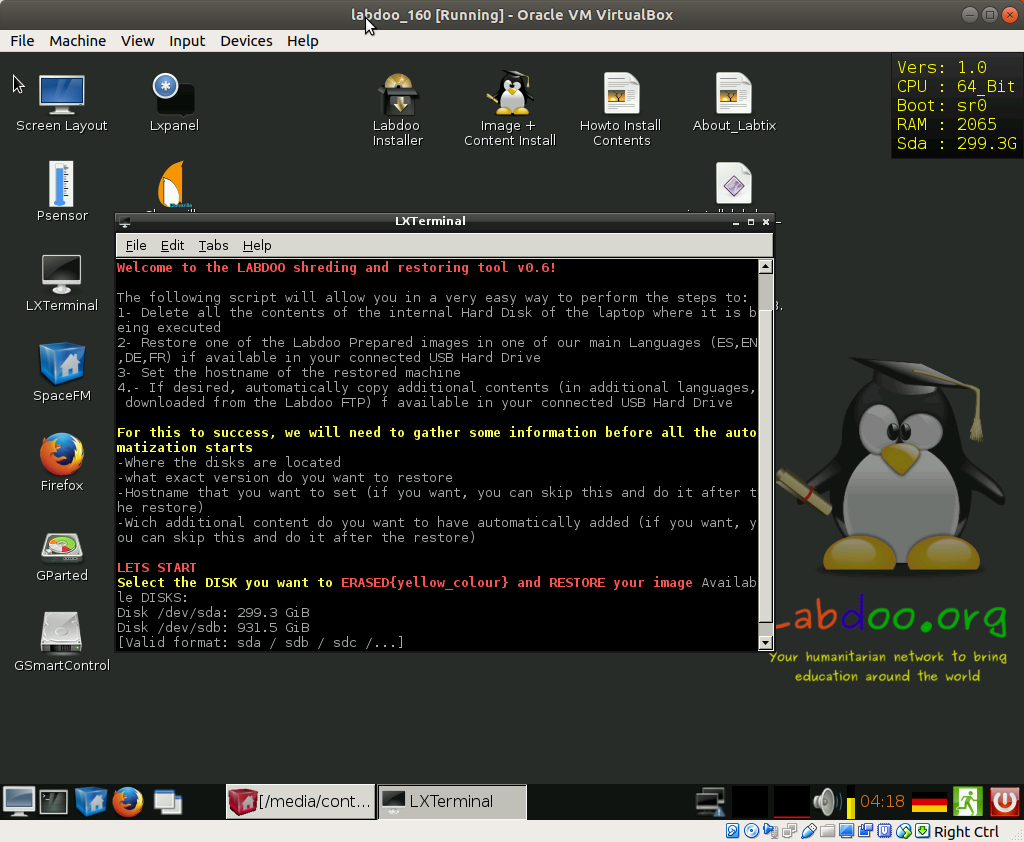 labdoo_160 [Running] - Oracle VM VirtualBox
File Machine View Input Devices Help
Vers: 1.0
CPU : 64_Bit
Boot: sr0
RAM : 2065
Sda : 299.3G
Screen Layout
Lxpanel
Labdoo
Installer
Image +
Content Install
Howto Install
Contents
About_Labtix
Psensor
LXTerminal
SpaceFM
Firefox
GParted
GSmartControl
LXTerminal
File Edit Tabs Help
Welcome to the LABDOO shreding and restoring tool v0.6!
The following script will allow you in a very easy way to perform the steps to:
1- Delete all the contents of the internal Hard Disk of the laptop where it is b
eing executed
2- Restore one of the Labdoo Prepared images in one of our main Languages (ES,EN
,DE,FR) if available in your connected USB Hard Drive
3- Set the hostname of the restored machine
4.- If desired, automatically copy additional contents (in additional languages,
downloaded from the Labdoo FTP) f available in your connected USB Hard Drive
For this to success, we will need to gather some information before all the auto
matization starts
-Where the disks are located
-what exact version do you want to restore
-Hostname that you want to set (if you want, you can skip this and do it after t
he restore)
-Wich additional content do you want to have automatically added (if you want, y
ou can skip this and do it after the restore)
LETS START
Select the DISK you want to ERASED{yellow_colour} and RESTORE your image Availab
le DISKS:
Disk /dev/sda: 299.3 GiB
Disk /dev/sdb: 931.5 GiB
[Valid format: sda / sdb / sdc /...]
Labdoo.org
Your humanitarian network to bring
education around the world
[/media/cont...
LXTerminal
04:18
Right Ctrl